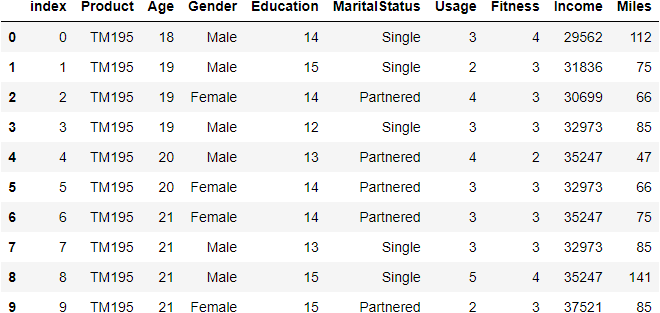 index Product Age Gender Education MaritalStatus Usage Fitness Income Miles
0 0 TM195 18 Male 14 Single 3 4 29562 112
1 1 TM195 19 Male 15 Single 2 3 31836 75
2 2 TM195 19 Female 14 Partnered 4 3 30699 66
3 3 TM195 19 Male 12 Single 3 3 32973 85
4 4 TM195 20 Male 13 Partnered 4 2 35247 47
5 5 TM195 20 Female 14 Partnered 3 3 32973 66
6 6 TM195 21 Female 14 Partnered 3 3 35247 75
7 7 TM195 21 Male 13 Single 3 3 32973 85
8 8 TM195 21 Male 15 Single 5 4 35247 141
9 9 TM195 21 Female 15 Partnered 2 3 37521 85